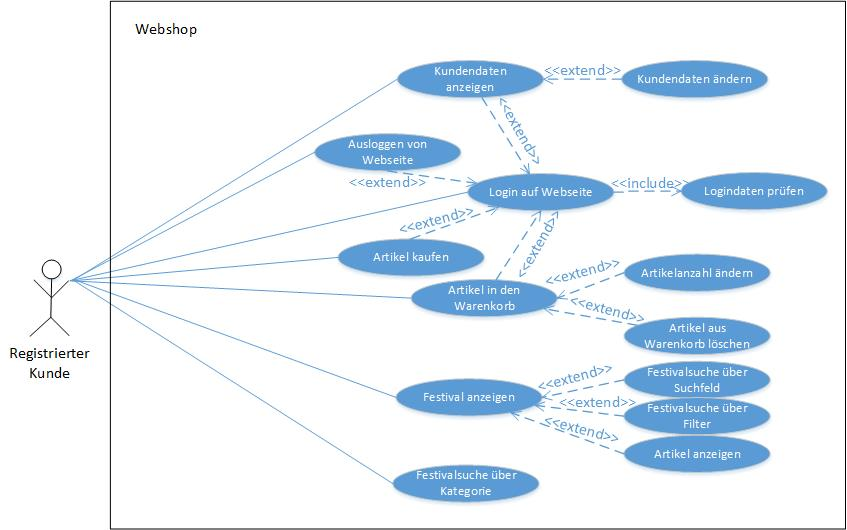 Webshop
Kundendaten
anzeigen
<<extend>>
Kundendaten ändern
<<extend>>
Ausloggen von
Webseite
<<extend>>
Login auf Webseite
<<include>>
Logindaten prüfen
<<extend>>
Artikel kaufen
<<extend>>
Artikel in den
Warenkorb
<<extend>>
Artikelanzahl ändern
<<extend>>
Artikel aus
Warenkorb löschen
Registrierter
Kunde
Festival anzeigen
<<extend>>
Festivalsuche über
Suchfeld
<<extend>>
Festivalsuche über
Filter
<<extend>>
Artikel anzeigen
Festivalsuche über
Kategorie